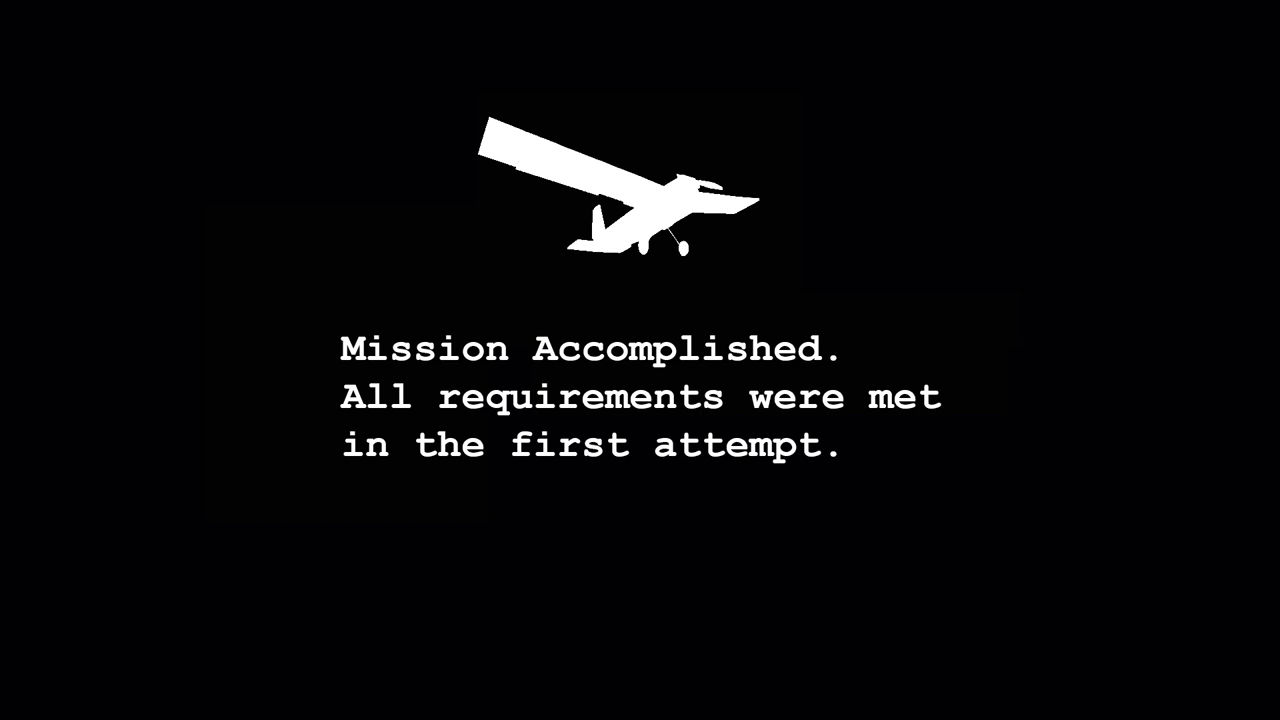 Mission Accomplished.
All requirements were met
in the first attempt.